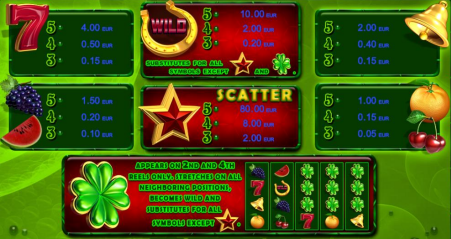 5 4.00 EUR
4 0.50 EUR
3 0.15 EUR
WILD
5 10.00 EUR
4 2.00 EUR
3 0.20 EUR
SUBSTITUTES FOR ALL
SYMBOLS EXCEPT AND .
5 2.00 EUR
4 0.40 EUR
3 0.15 EUR
5 1.50 EUR
4 0.20 EUR
3 0.10 EUR
SCATTER
5 60.00 EUR
4 8.00 EUR
3 2.00 EUR
5 1.00 EUR
4 0.15 EUR
3 0.05 EUR
APPEARS ON 2ND AND 4TH
REELS ONLY, STRETCHES ON ALL
NEIGHBORING POSITIONS,
BECOMES WILD AND
SUBSTITUTES FOR ALL
SYMBOLS EXCEPT .